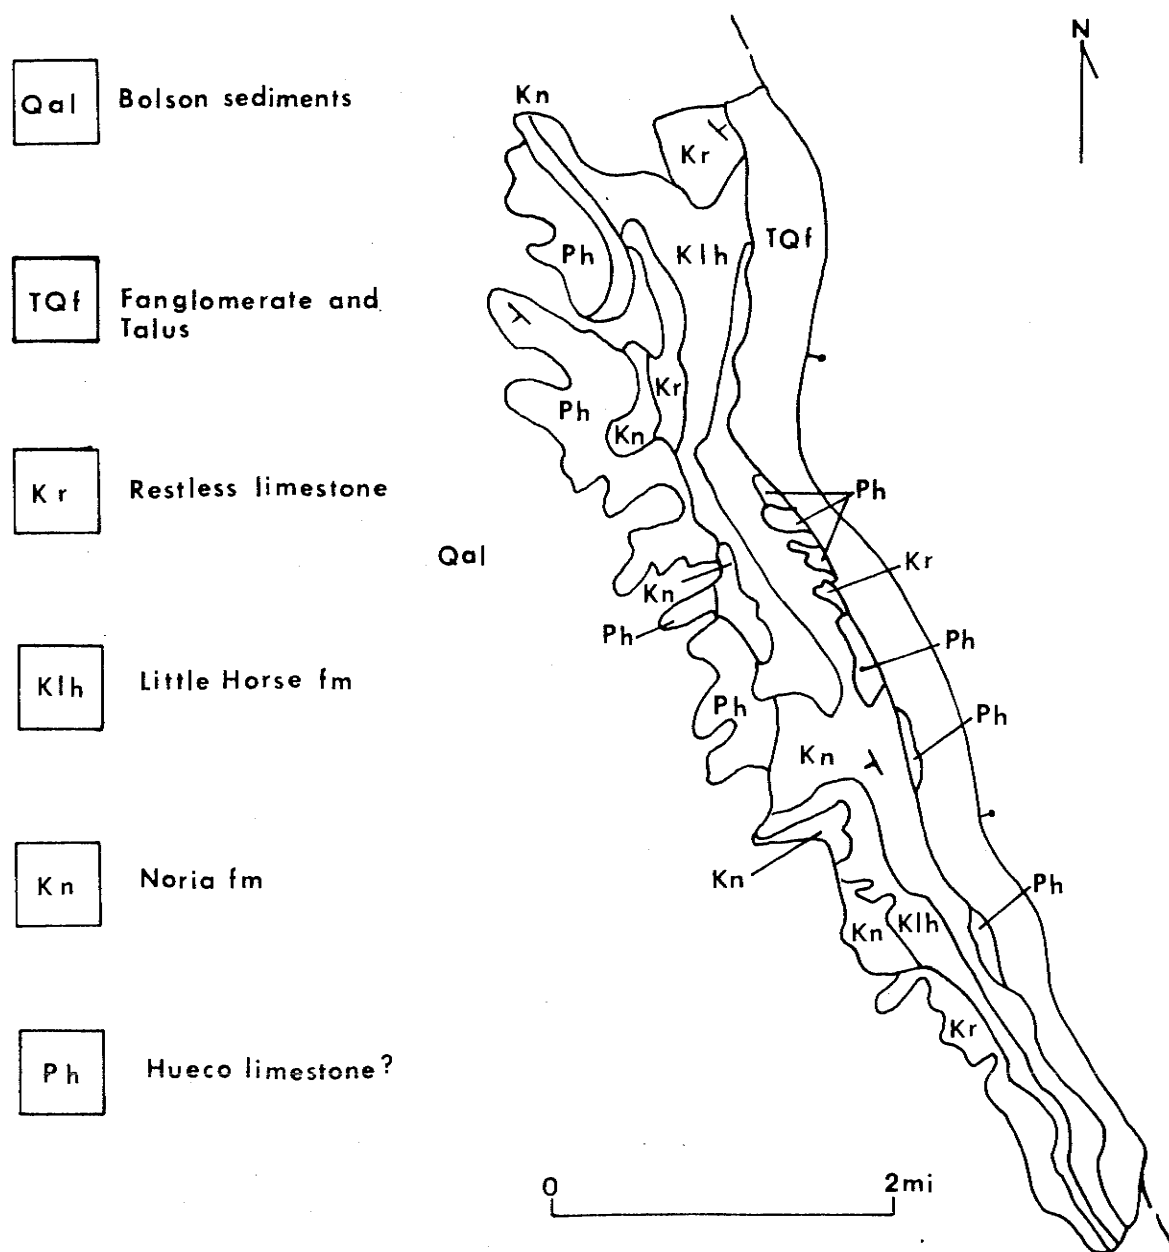 Qal Bolson sediments
TQf Fanglomerate and
Talus
Kr Restless limestone
Klh Little Horse fm
Kn Noria fm
Ph Hueco limestone?
N
Kn
Kr
Ph
Klh
TQf
Kr
Ph
Kn
Ph
Qal
Kr
Kn
Ph
Ph
Ph
Ph
Kn
Kn
Ph
Kn
Klh
Kr
0
2mi